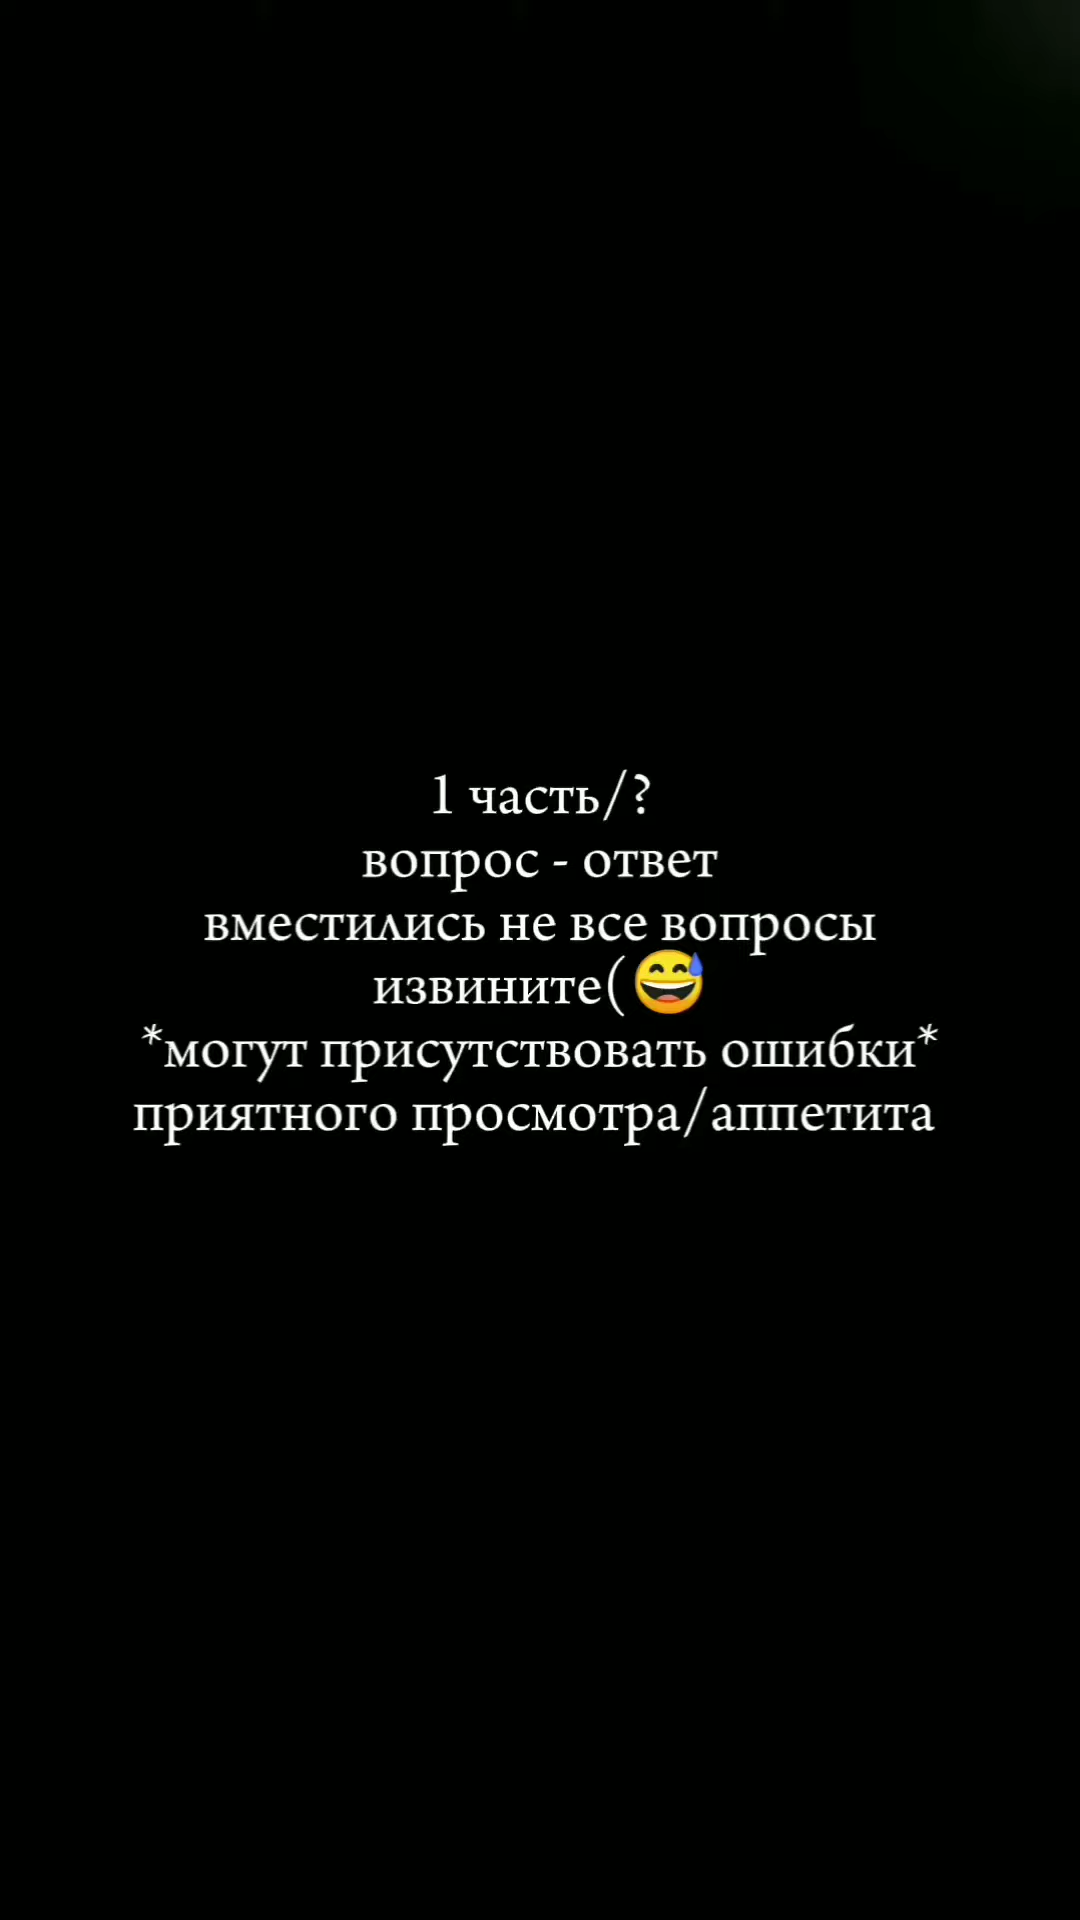 1 часть/?
вопрос - ответ
вместились не все вопросы
извините(😅
*могут присутствовать ошибки*
приятного просмотра/аппетита